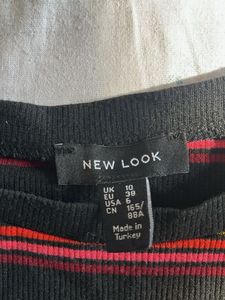 NEW LOOK
UK 10
EU 38
USA 6
CN 165/
88A
Made in
Turkey